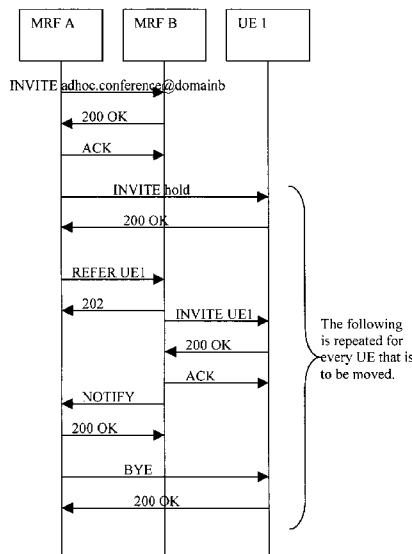 MRF A
MRF B
UE 1
INVITE adhoc.conference@domainb
200 OK
ACK
INVITE hold
200 OK
REFER UE1
202
INVITE UE1
200 OK
ACK
NOTIFY
200 OK
BYE
200 OK
The following
is repeated for
every UE that is
to be moved.